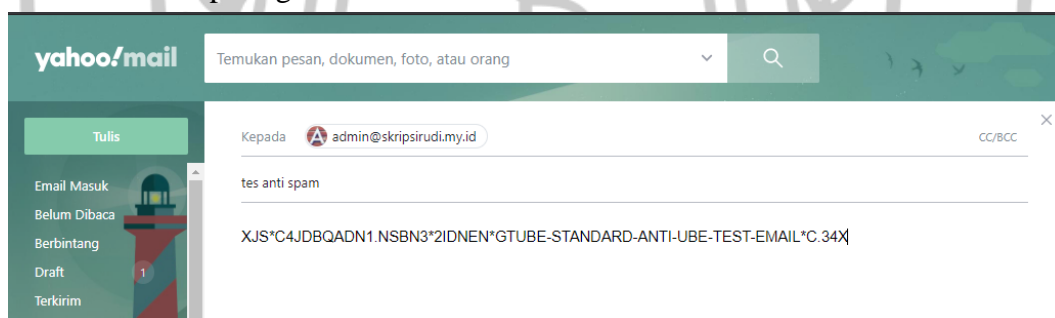 yahoo!mail
Temukan pesan, dokumen, foto, atau orang
Tulis
Kepada admin@skripsirudi.my.id CC/BCC
Email Masuk
tes anti spam
Belum Dibaca
Berbintang
XJS*C4JDBQADN1.NSBN3*2IDNEN*GTUBE-STANDARD-ANTI-UBE-TEST-EMAIL*C.34X
Draft 1
Terkirim